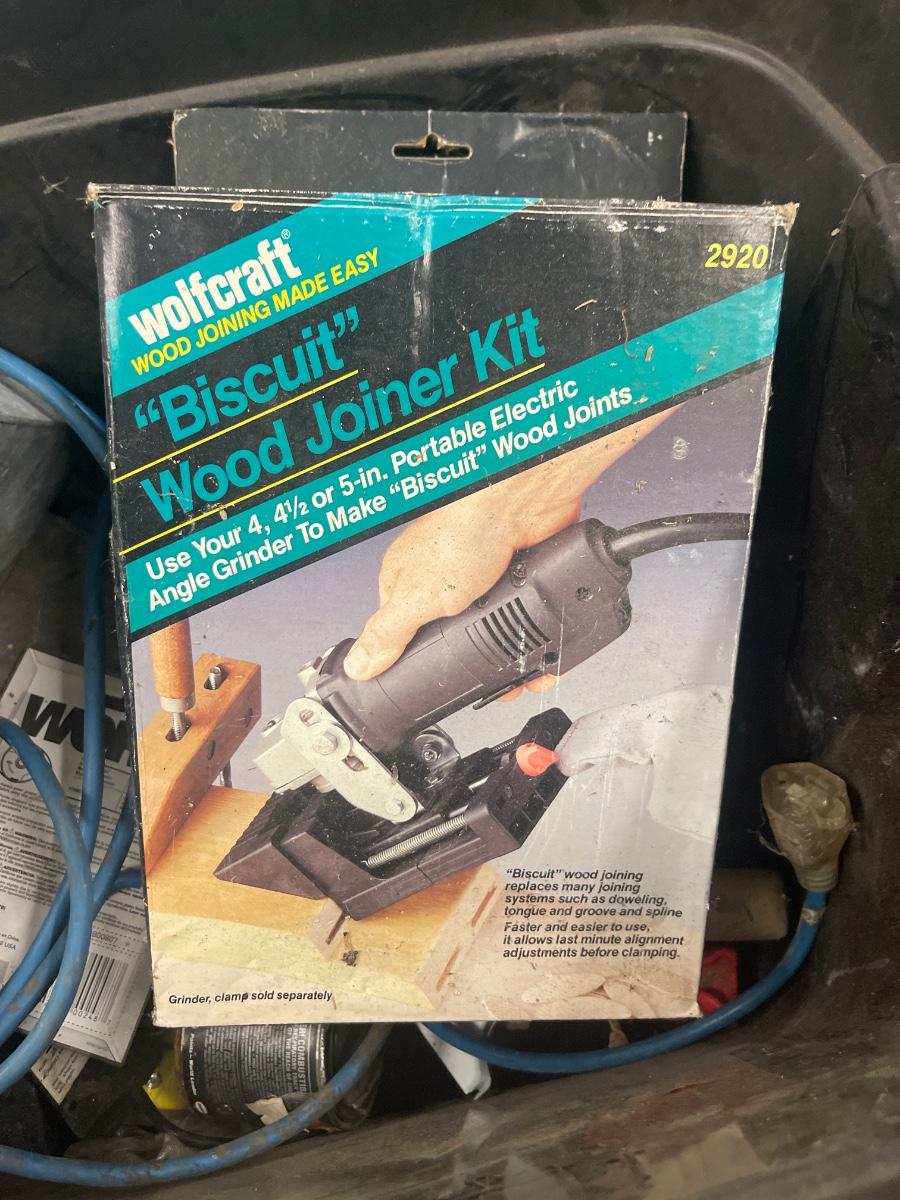 wolfcraft®
WOOD JOINING MADE EASY
2920
"Biscuit"
Wood Joiner Kit
Use Your 4, 4½ or 5-in. Portable Electric
Angle Grinder To Make "Biscuit" Wood Joints
"Biscuit" wood joining
replaces many joining
systems such as doweling,
tongue and groove and spline
Faster and easier to use,
it allows last minute alignment
adjustments before clamping.
Grinder, clamp sold separately